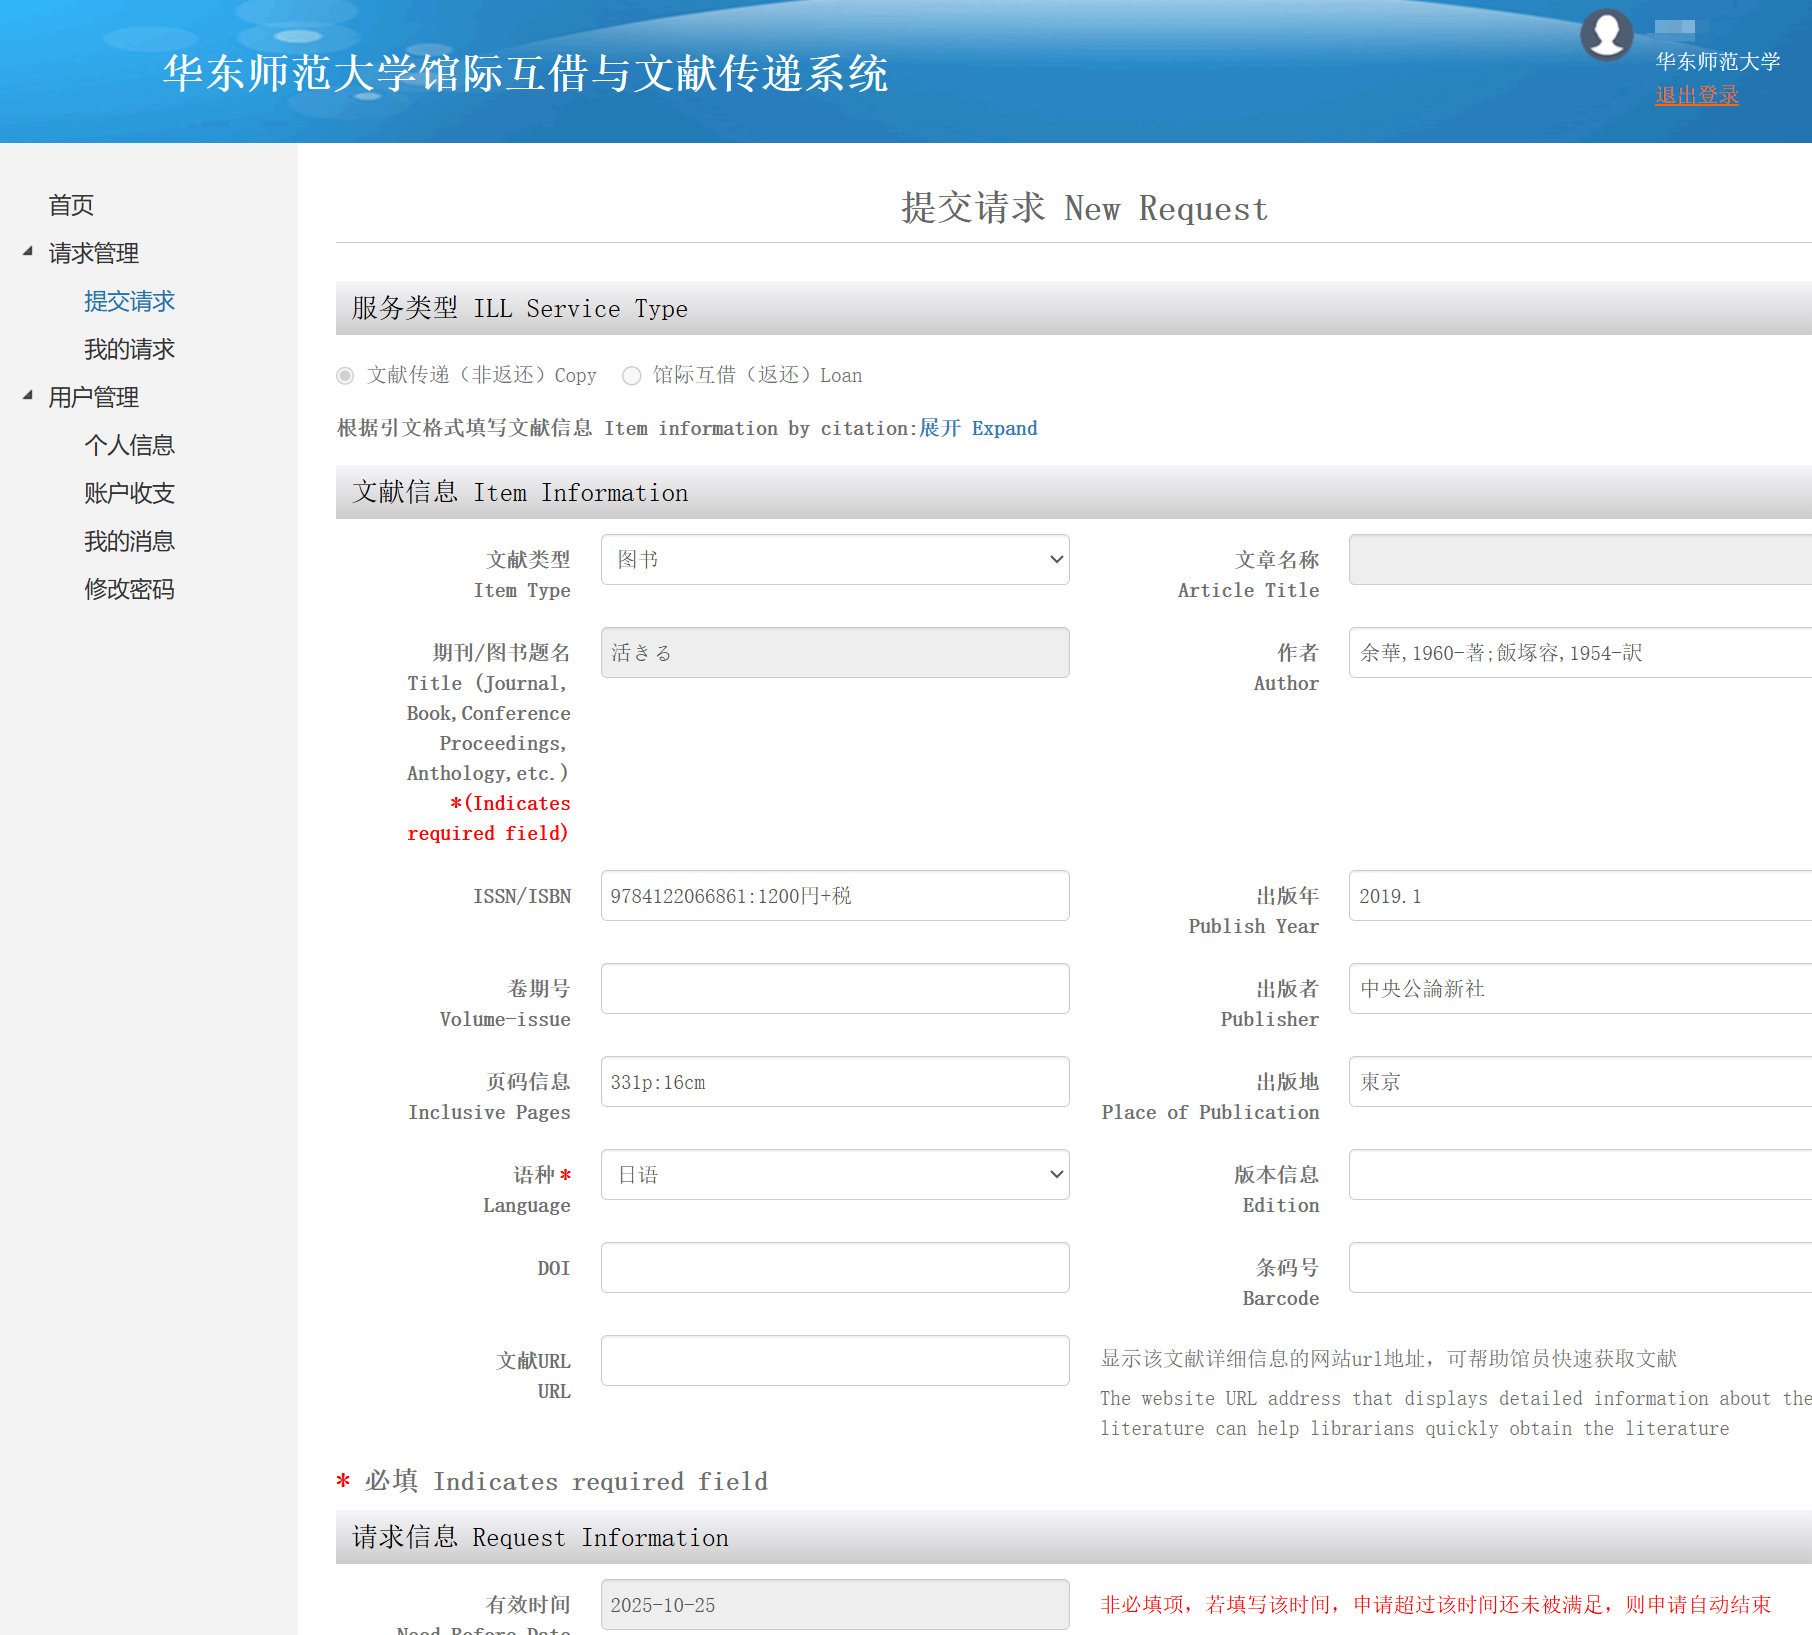 华东师范大学馆际互借与文献传递系统
华东师范大学
退出登录
首页
请求管理
提交请求
我的请求
用户管理
个人信息
账户收支
我的消息
修改密码
提交请求 New Request
服务类型 ILL Service Type
文献传递（非返还）Copy 馆际互借（返还）Loan
根据引文格式填写文献信息 Item information by citation:展开 Expand
文献信息 Item Information
文献类型
Item Type
图书
文章名称
Article Title
期刊/图书题名
Title (Journal,
Book,Conference
Proceedings,
Anthology,etc.)
*(Indicates
required field)
活きる
作者
Author
余華,1960-著;飯塚容,1954-訳
ISSN/ISBN
9784122066861:1200円+税
出版年
Publish Year
2019.1
卷期号
Volume-issue
出版者
Publisher
中央公論新社
页码信息
Inclusive Pages
331p:16cm
出版地
Place of Publication
東京
语种*
Language
日语
版本信息
Edition
DOI
条码号
Barcode
文献URL
URL
显示该文献详细信息的网站url地址，可帮助馆员快速获取文献
The website URL address that displays detailed information about the
literature can help librarians quickly obtain the literature
* 必填 Indicates required field
请求信息 Request Information
有效时间
Need Before Date
2025-10-25
非必填项，若填写该时间，申请超过该时间还未被满足，则申请自动结束